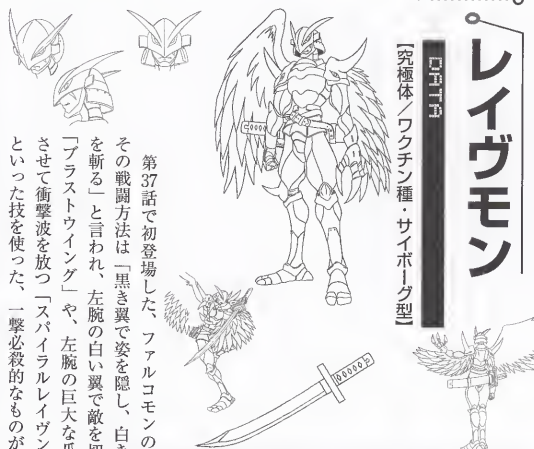 レイヴモン
DATA
【究極体／ワクチン種・サイボーグ型】
第37話で初登場した、ファルコモンの
その戦闘方法は「黒き翼で姿を隠し、白き
を斬る」と言われ、左腕の白い翼で敵を切
「ブラストウイング」や、左腕の巨大な爪
させて衝撃波を放つ「スパイラルレイヴン
といった技を使った、一撃必殺的なものが